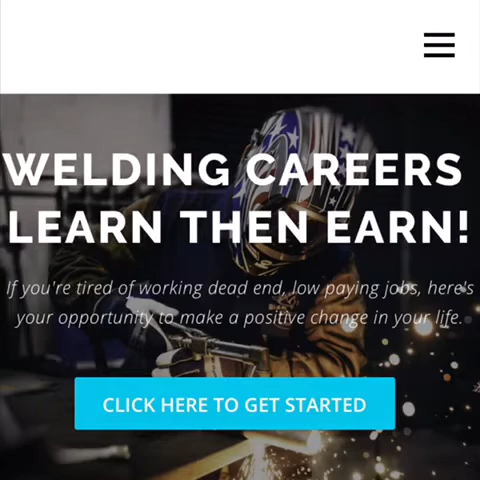 WELDING CAREERS
LEARN THEN EARN!
If you're tired of working dead end, low paying jobs, here's
your opportunity to make a positive change in your life.
CLICK HERE TO GET STARTED